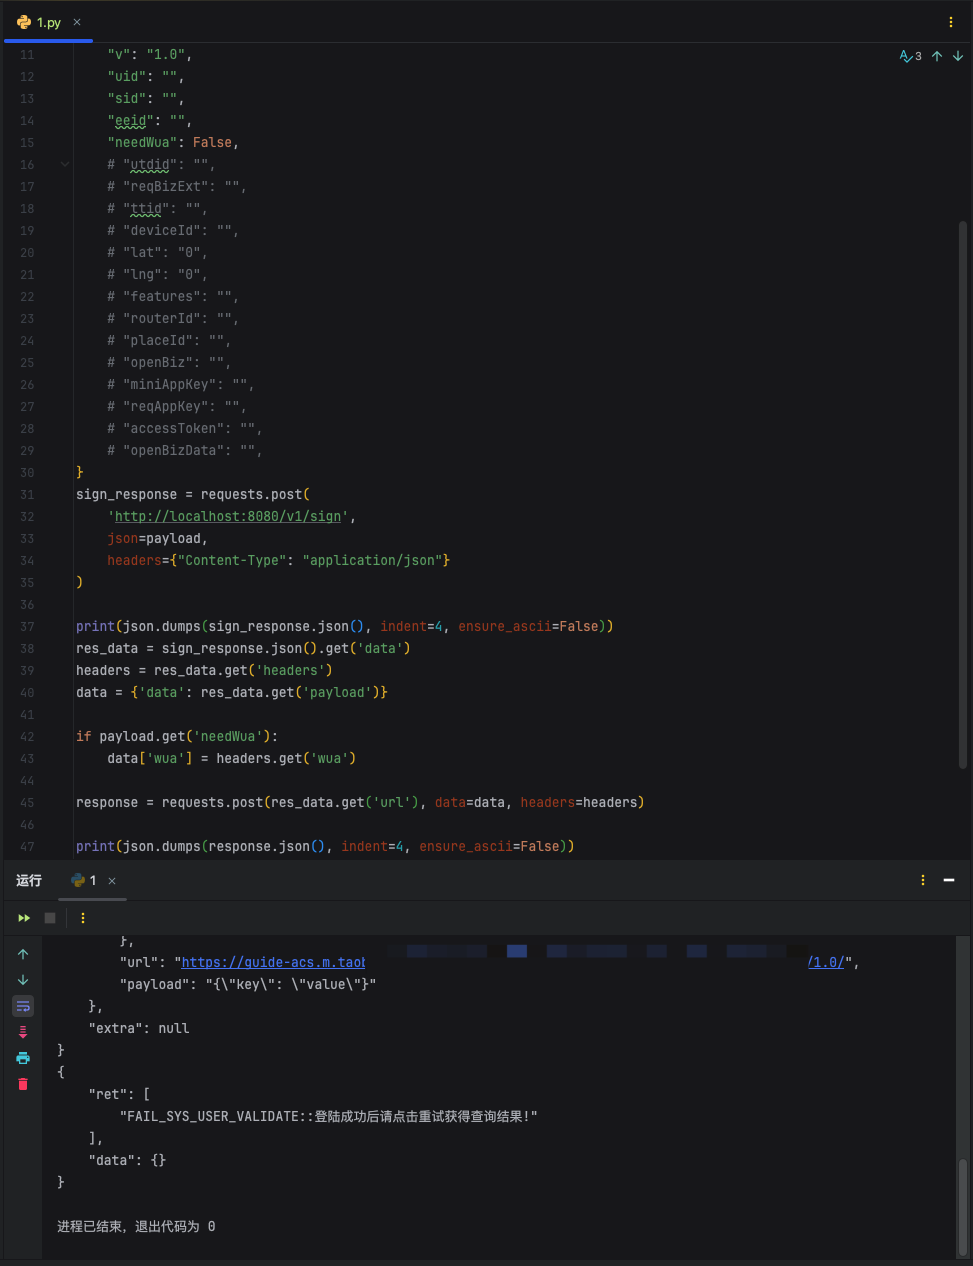 1.py ×
3
11 "v": "1.0",
12 "uid": "",
13 "sid": "",
14 "eeid": "",
15 "needWua": False,
16 # "utdid": "",
17 # "reqBizExt": "",
18 # "ttid": "",
19 # "deviceId": "",
20 # "lat": "0",
21 # "lng": "0",
22 # "features": "",
23 # "routerId": "",
24 # "placeId": "",
25 # "openBiz": "",
26 # "miniAppKey": "",
27 # "reqAppKey": "",
28 # "accessToken": "",
29 # "openBizData": "",
30 }
31 sign_response = requests.post(
32 'http://localhost:8080/v1/sign',
33 json=payload,
34 headers={"Content-Type": "application/json"}
35 )
36
37 print(json.dumps(sign_response.json(), indent=4, ensure_ascii=False))
38 res_data = sign_response.json().get('data')
39 headers = res_data.get('headers')
40 data = {'data': res_data.get('payload')}
41
42 if payload.get('needWua'):
43 data['wua'] = headers.get('wua')
44
45 response = requests.post(res_data.get('url'), data=data, headers=headers)
46
47 print(json.dumps(response.json(), indent=4, ensure_ascii=False))
运行 1 ×
},
"url": "https://guide-acs.m.taob /1.0/",
"payload": "{\"key\": \"value\"}"
},
"extra": null
}
{
"ret": [
"FAIL_SYS_USER_VALIDATE::登陆成功后请点击重试获得查询结果!"
],
"data": {}
}
进程已结束，退出代码为 0